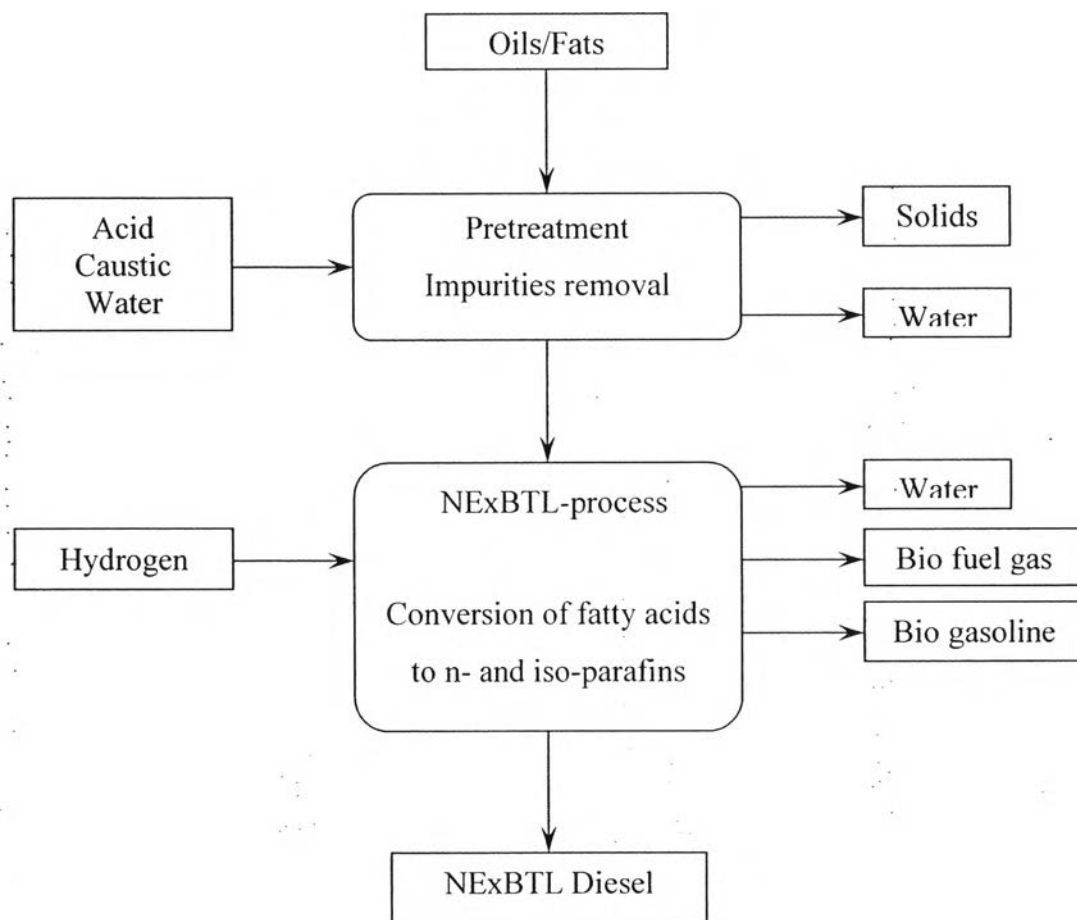 Oils/Fats
Acid
Caustic
Water
Pretreatment
Impurities removal
Solids
Water
Hydrogen
NExBTL-process
Conversion of fatty acids
to n- and iso-parafins
Water
Bio fuel gas
Bio gasoline
NExBTL Diesel